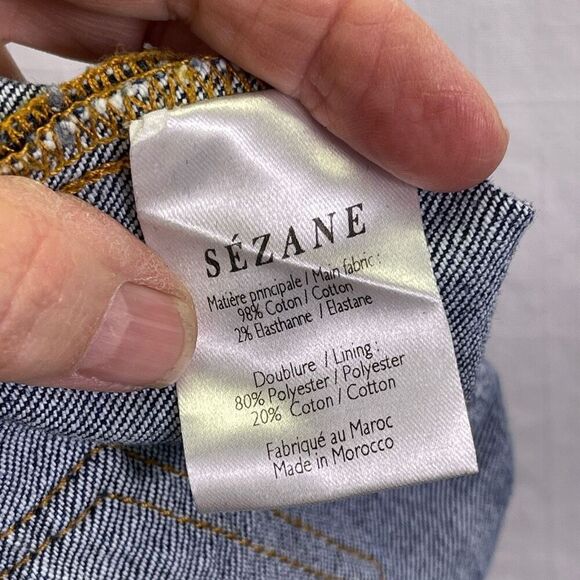 SÉZANE
Matière principale / Main fabric :
98% Coton / Cotton
2% Elasthanne / Elastane
Doublure / Lining :
80% Polyester / Polyester
20% Coton / Cotton
Fabriqué au Maroc
Made in Morocco